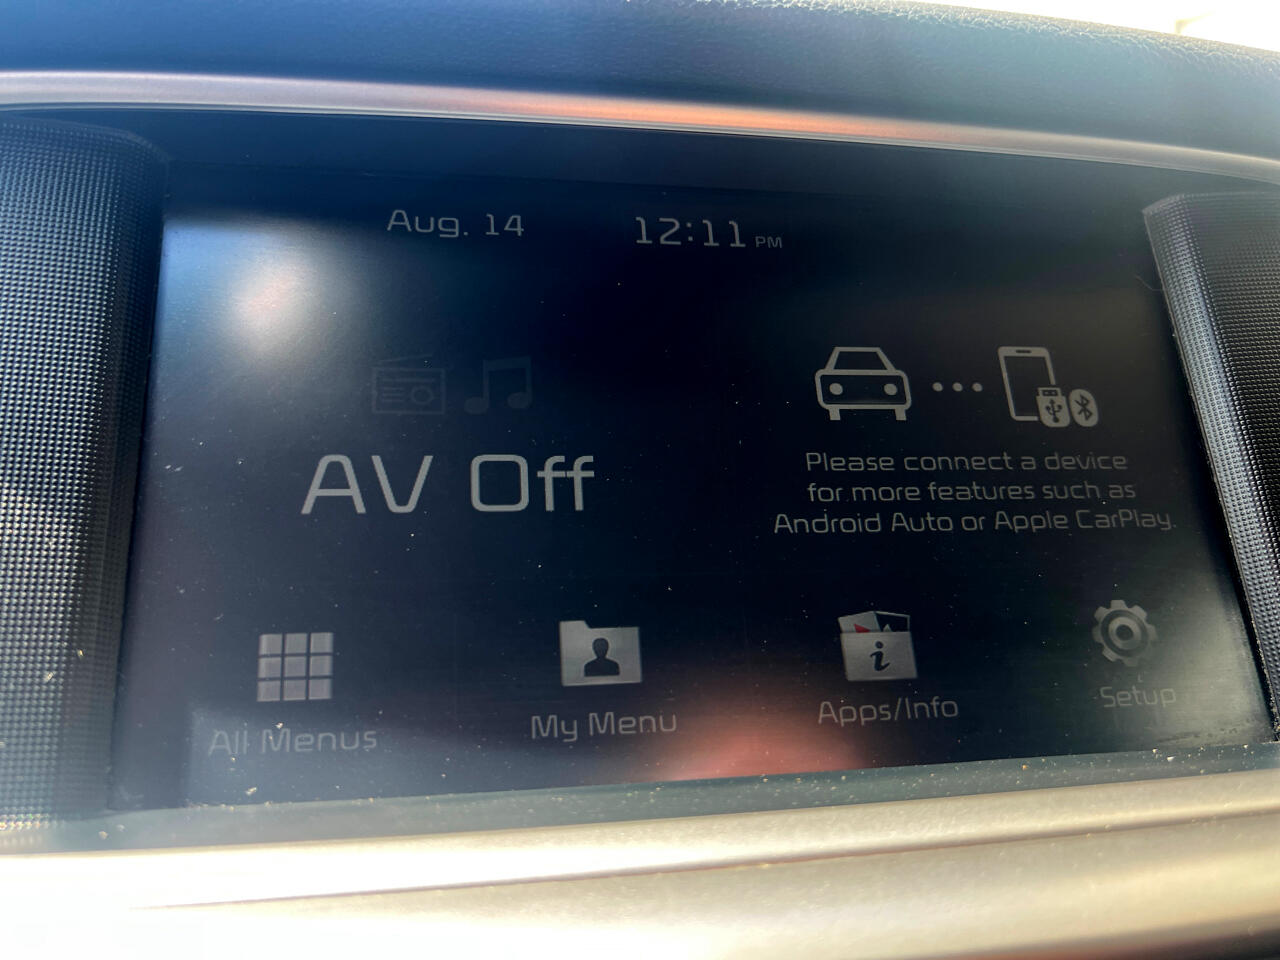 Aug. 14
12:11 PM
AV Off
Please connect a device
for more features such as
Android Auto or Apple CarPlay.
All Menus
My Menu
Apps/Info
Setup